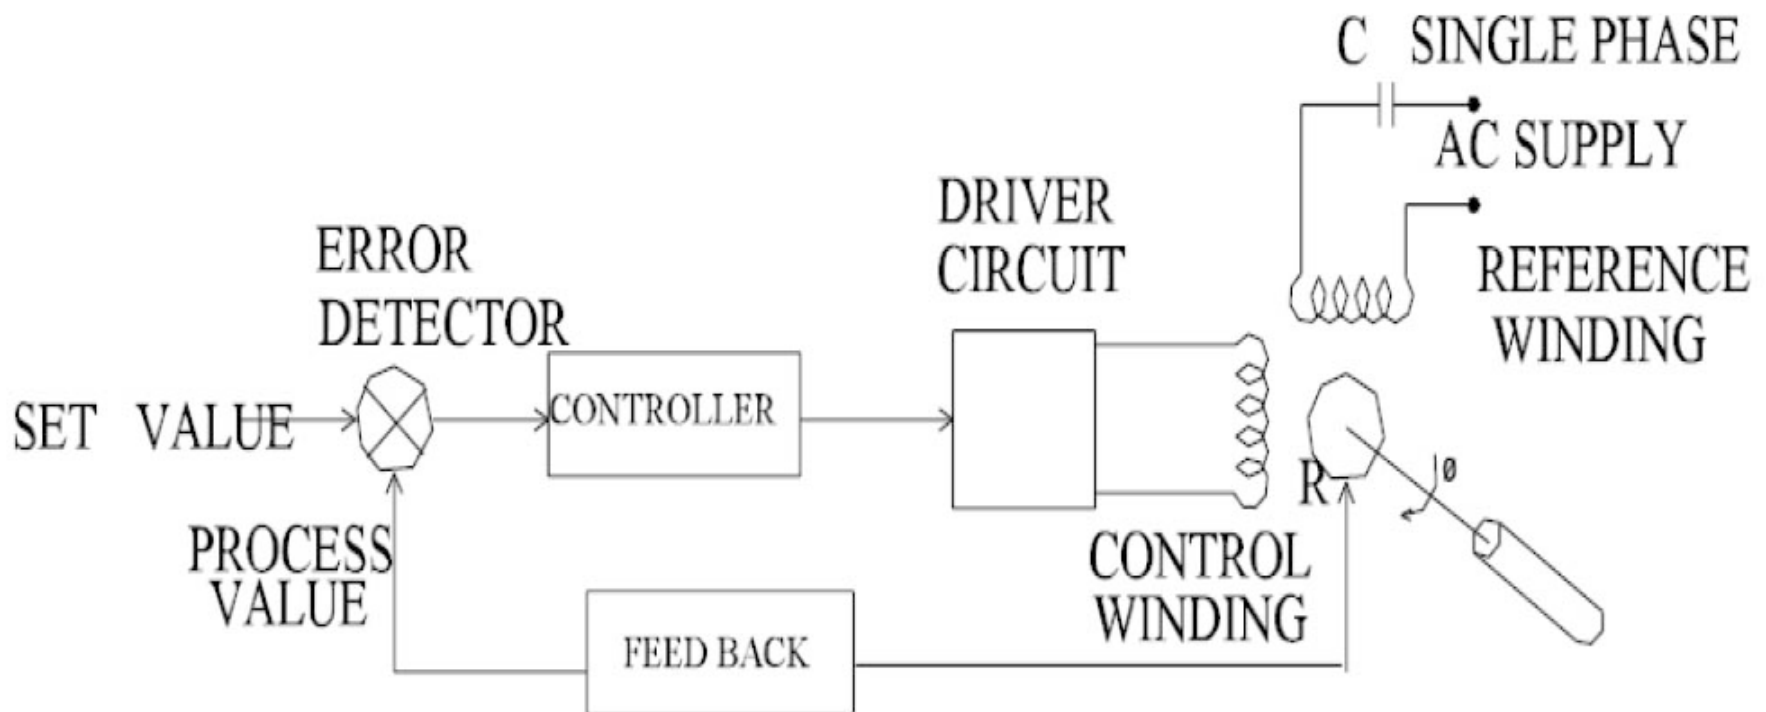 C SINGLE PHASE
AC SUPPLY
DRIVER
CIRCUIT
ERROR
DETECTOR
REFERENCE
WINDING
SET VALUE
CONTROLLER
R
ø
PROCESS
VALUE
CONTROL
WINDING
FEED BACK